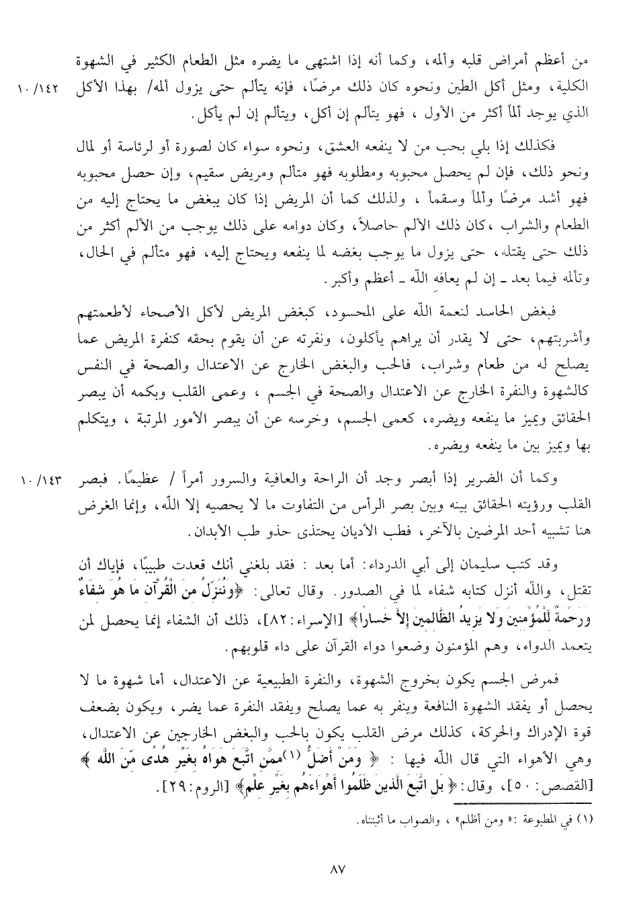 من أعظم أمراض قلبه وألمه، وكما أنه إذا اشتهى ما يضره مثل الطعام الكثير في الشهوة
الكلية، ومثل أكل الطين ونحوه كان ذلك مرضًا، فإنه يتألم حتى يزول ألمه/ بهذا الأكل
١٠/١٤٢
الذي يوجد ألمًا أكثر من الأول ، فهو يتألم إن أكل، ويتألم إن لم يأكل.
فكذلك إذا بلي بحب من لا ينفعه العشق، ونحوه سواء كان لصورة أو لرئاسة أو لمال
ونحو ذلك، فإن لم يحصل محبوبه ومطلوبه فهو متألم ومريض سقيم، وإن حصل محبوبه
فهو أشد مرضًا وألمًا وسقمًا ، ولذلك كما أن المريض إذا كان يبغض ما يحتاج إليه من
الطعام والشراب ،كان ذلك الألم حاصلاً، وكان دوامه على ذلك يوجب من الألم أكثر من
ذلك حتى يقتله، حتى يزول ما يوجب بغضه لما ينفعه ويحتاج إليه، فهو متألم في الحال،
وتألمه فيما بعد ـ إن لم يعافه الله ـ أعظم وأكبر.
فبغض الحاسد لنعمة الله على المحسود، كبغض المريض لأكل الأصحاء لأطعمتهم
وأشربتهم، حتى لا يقدر أن يراهم يأكلون، ونفرته عن أن يقوم بحقه كنفرة المريض عما
يصلح له من طعام وشراب، فالحب والبغض الخارج عن الاعتدال والصحة في النفس
كالشهوة والنفرة الخارج عن الاعتدال والصحة في الجسم ، وعمى القلب وبكمه أن يبصر
الحقائق ويميز ما ينفعه ويضره، كعمى الجسم، وخرسه عن أن يبصر الأمور المرتبة ، ويتكلم
بها ويميز بين ما ينفعه ويضره.
وكما أن الضرير إذا أبصر وجد أن الراحة والعافية والسرور أمراً / عظيمًا. فبصر
١٠/١٤٣
القلب ورؤيته الحقائق بينه وبين بصر الرأس من التفاوت ما لا يحصيه إلا الله، وإنما الغرض
هنا تشبيه أحد المرضين بالآخر، فطب الأديان يحتذى حذو طب الأبدان.
وقد كتب سليمان إلى أبي الدرداء: أما بعد : فقد بلغني أنك قعدت طبيبًا، فإياك أن
تقتل، والله أنزل كتابه شفاء لما في الصدور. وقال تعالى: ﴿وَنُنَزِّلُ مِنَ الْقُرْآنِ مَا هُوَ شِفَاءٌ
وَرَحْمَةٌ لِّلْمُؤْمِنِينَ وَلا يَزِيدُ الظَّالِمِينَ إِلاَّ خَسَارًا﴾ [الإسراء:٨٢]، ذلك أن الشفاء إنما يحصل لمن
يتعمد الدواء، وهم المؤمنون وضعوا دواء القرآن على داء قلوبهم.
فمرض الجسم يكون بخروج الشهوة، والنفرة الطبيعية عن الاعتدال، أما شهوة ما لا
يحصل أو يفقد الشهوة النافعة وينفر به عما يصلح ويفقد النفرة عما يضر، ويكون بضعف
قوة الإدراك والحركة، كذلك مرض القلب يكون بالحب والبغض الخارجين عن الاعتدال،
وهي الأهواء التي قال الله فيها : ﴿ وَمَنْ أَضَلُّ (١)مِمَّنِ اتَّبَعَ هَوَاهُ بِغَيْرِ هُدًى مِّنَ اللَّهِ ﴾
[القصص:٥٠]، وقال:﴿ بَلِ اتَّبَعَ الَّذِينَ ظَلَمُوا أَهْوَاءَهُم بِغَيْرِ عِلْمٍ﴾ [الروم:٢٩].
(١) في المطبوعة :« ومن أظلم» ، والصواب ما أثبتناه.
٨٧